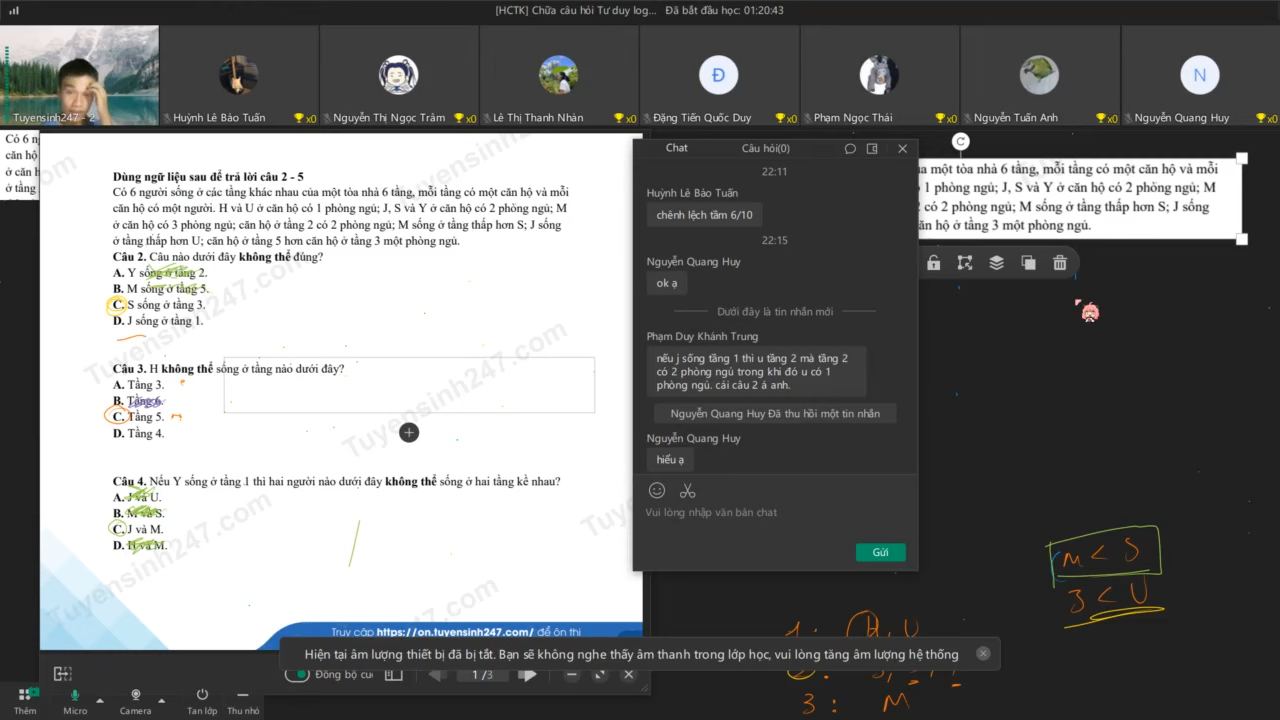 [HCTK] Chữa câu hỏi Tư duy log... Đã bắt đầu học: 01:20:43
Tuyensinh247 - 2
Huỳnh Lê Bảo Tuấn x0
Nguyễn Thị Ngọc Trâm x0
Lê Thị Thanh Nhàn x0
Đ
Đặng Tiến Quốc Duy x0
Phạm Ngọc Thái x0
Nguyễn Tuấn Anh x0
N
Nguyễn Quang Huy x0
Có 6 n
căn hộ
ở căn h
ở tầng
Dùng ngữ liệu sau để trả lời câu 2 - 5
Có 6 người sống ở các tầng khác nhau của một tòa nhà 6 tầng, mỗi tầng có một căn hộ và mỗi
căn hộ có một người. H và U ở căn hộ có 1 phòng ngủ; J, S và Y ở căn hộ có 2 phòng ngủ; M
ở căn hộ có 3 phòng ngủ; căn hộ ở tầng 2 có 2 phòng ngủ; M sống ở tầng thấp hơn S; J sống
ở tầng thấp hơn U; căn hộ ở tầng 5 hơn căn hộ ở tầng 3 một phòng ngủ.
Câu 2. Câu nào dưới đây không thể đúng?
A. Y sống ở tầng 2.
B. M sống ở tầng 5.
C. S sống ở tầng 3.
D. J sống ở tầng 1.
Câu 3. H không thể sống ở tầng nào dưới đây?
A. Tầng 3.
B. Tầng 6.
C. Tầng 5.
D. Tầng 4.
Câu 4. Nếu Y sống ở tầng 1 thì hai người nào dưới đây không thể sống ở hai tầng kề nhau?
A. J và U.
B. M và S.
C. J và M.
D. H và M.
Tuyensinh247.com
Truy cập https://on.tuyensinh247.com/ để ôn thi
Chat Câu hỏi(0)
22:11
Huỳnh Lê Bảo Tuấn
chênh lệch tầm 6/10
22:15
Nguyễn Quang Huy
ok ạ
Dưới đây là tin nhắn mới
Phạm Duy Khánh Trung
nếu j sống tầng 1 thì u tầng 2 mà tầng 2
có 2 phòng ngủ trong khi đó u có 1
phòng ngủ. cái câu 2 á anh.
Nguyễn Quang Huy Đã thu hồi một tin nhắn
Nguyễn Quang Huy
hiểu ạ
Vui lòng nhập văn bản chat
Gửi
a một tòa nhà 6 tầng, mỗi tầng có một căn hộ và mỗi
1 phòng ngủ; J, S và Y ở căn hộ có 2 phòng ngủ; M
có 2 phòng ngủ; M sống ở tầng thấp hơn S; J sống
ăn hộ ở tầng 3 một phòng ngủ.
M < S
J < U
1 : H, U
3 : M
Hiện tại âm lượng thiết bị đã bị tắt. Bạn sẽ không nghe thấy âm thanh trong lớp học, vui lòng tăng âm lượng hệ thống
Đồng bộ cu
1 /3
Thêm
Micro
Camera
Tan lớp
Thu nhỏ